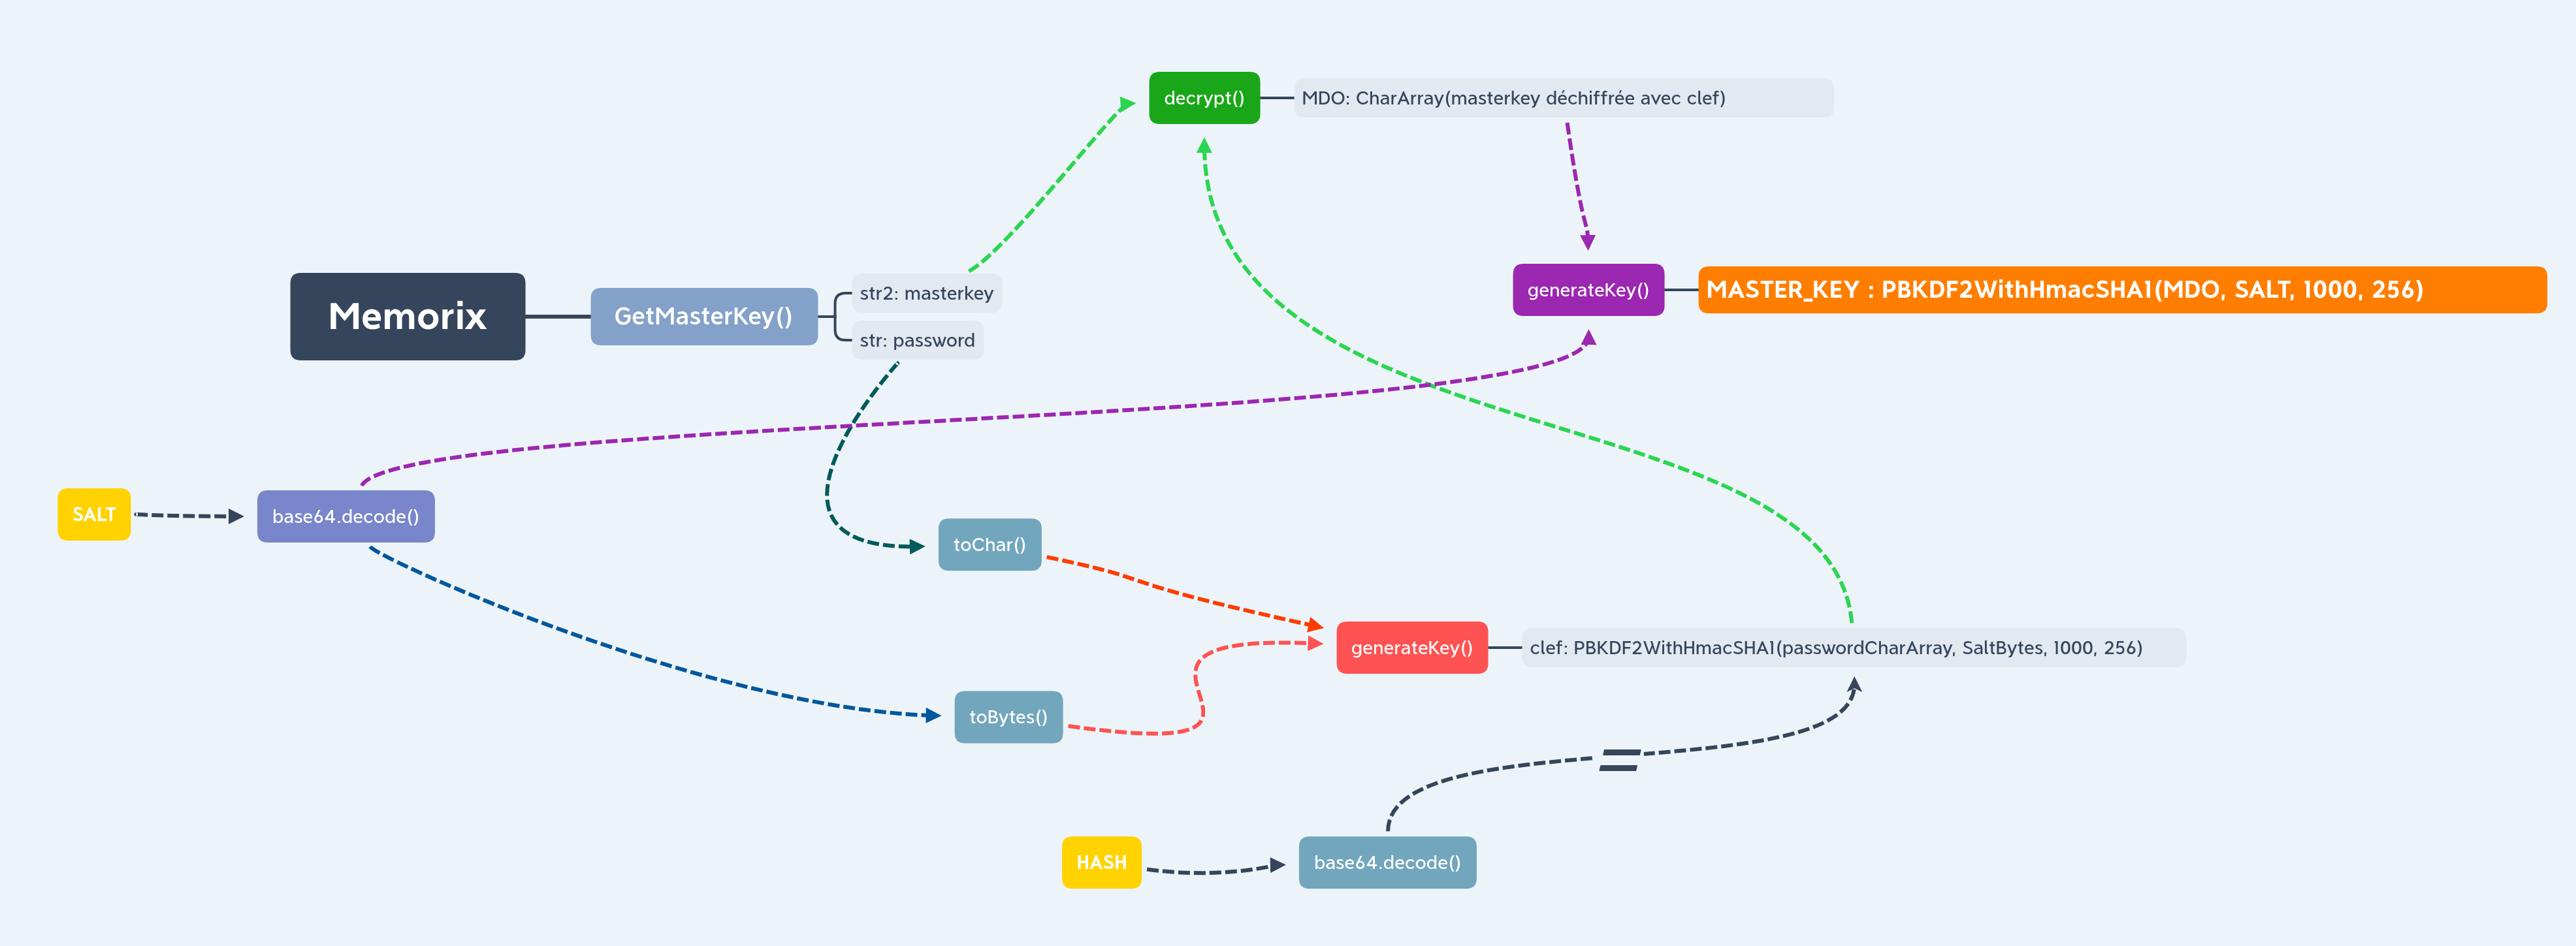 decrypt()
MDO: CharArray(masterkey déchiffrée avec clef)
Memorix
GetMasterKey()
str2: masterkey
str: password
generateKey()
MASTER_KEY : PBKDF2WithHmacSHA1(MDO, SALT, 1000, 256)
SALT
base64.decode()
toChar()
generateKey()
clef: PBKDF2WithHmacSHA1(passwordCharArray, SaltBytes, 1000, 256)
toBytes()
=
HASH
base64.decode()